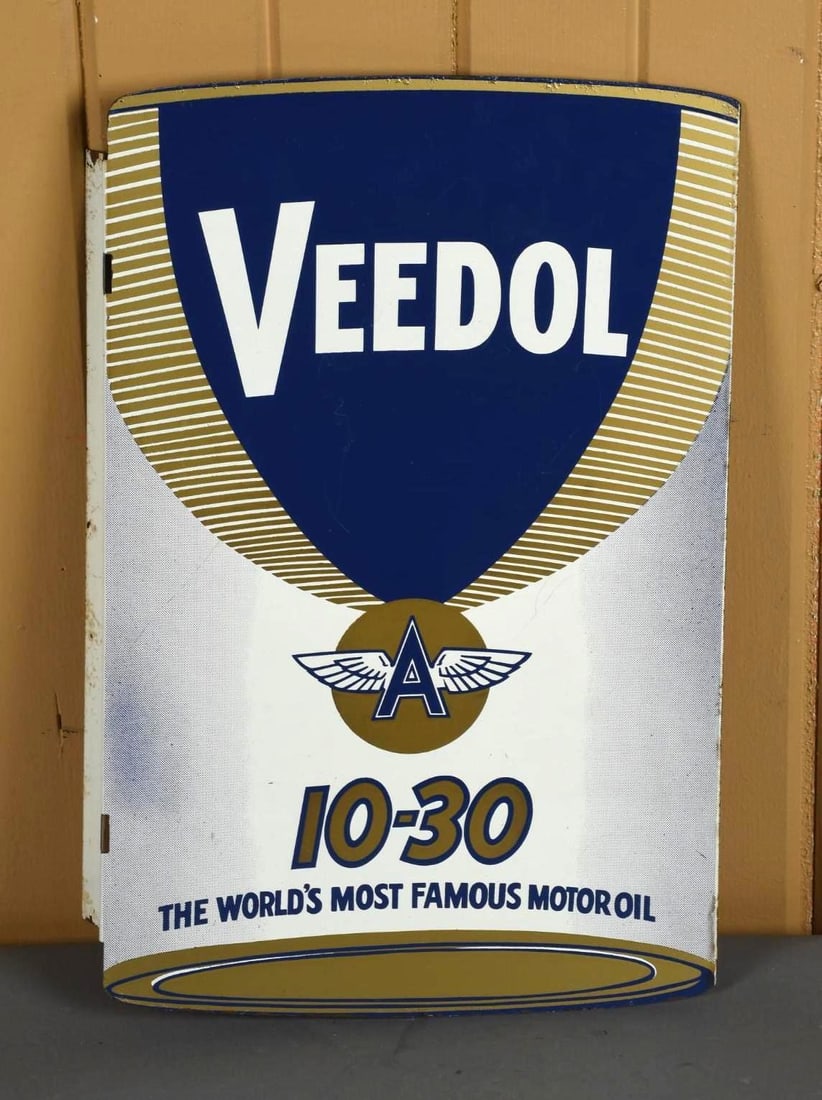 VEEDOL
A
10-30
THE WORLD'S MOST FAMOUS MOTOR OIL